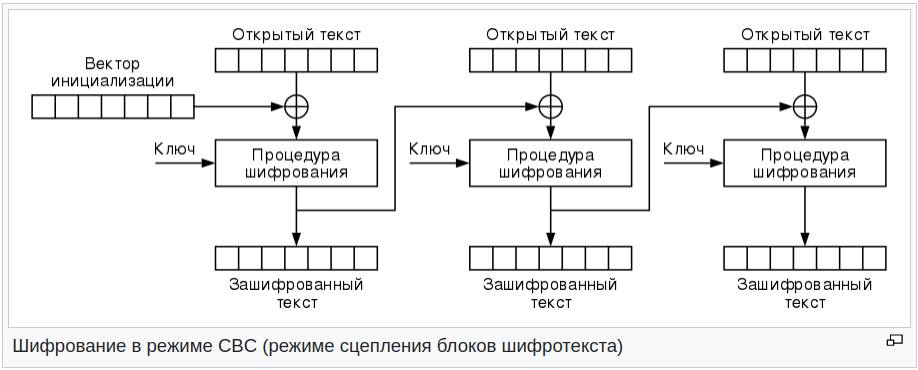 Открытый текст
Открытый текст
Открытый текст
Вектор
инициализации
Ключ
Процедура
шифрования
Ключ
Процедура
шифрования
Ключ
Процедура
шифрования
Зашифрованный
текст
Зашифрованный
текст
Зашифрованный
текст
Шифрование в режиме CBC (режиме сцепления блоков шифротекста)